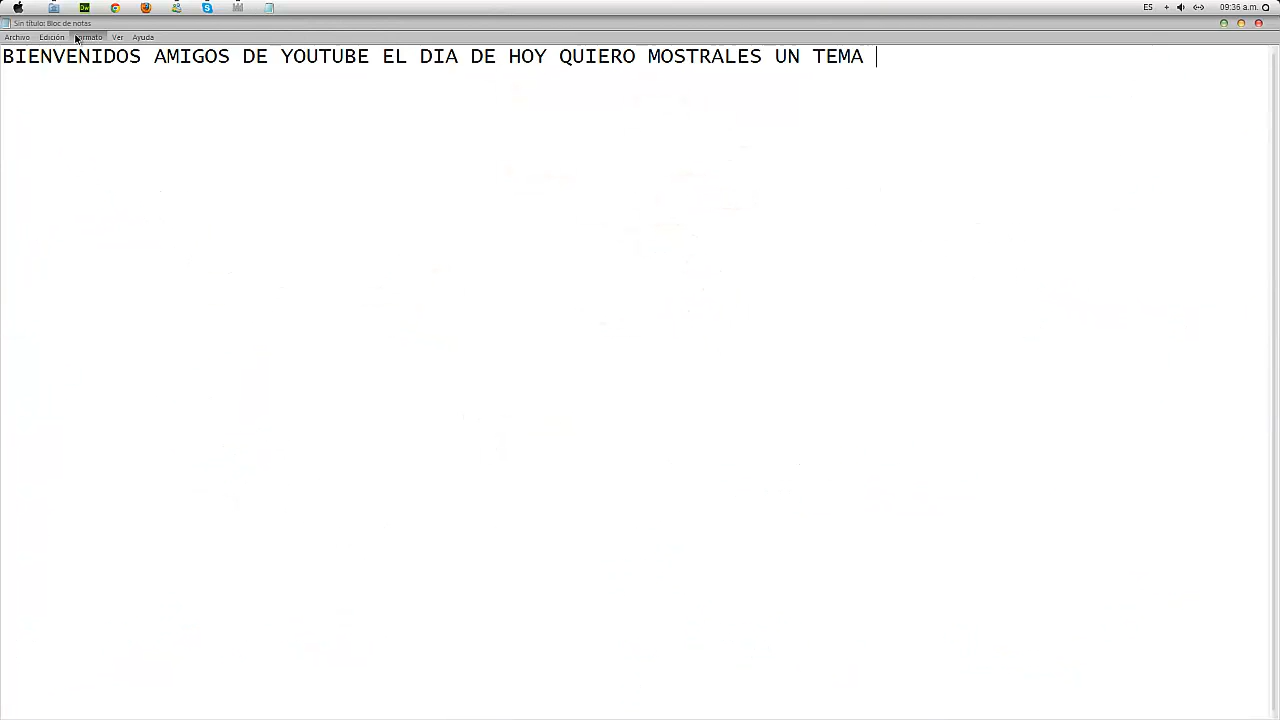 ES
09:36 a.m.
Sin título: Bloc de notas
Archivo Edición Formato Ver Ayuda
BIENVENIDOS AMIGOS DE YOUTUBE EL DIA DE HOY QUIERO MOSTRALES UN TEMA